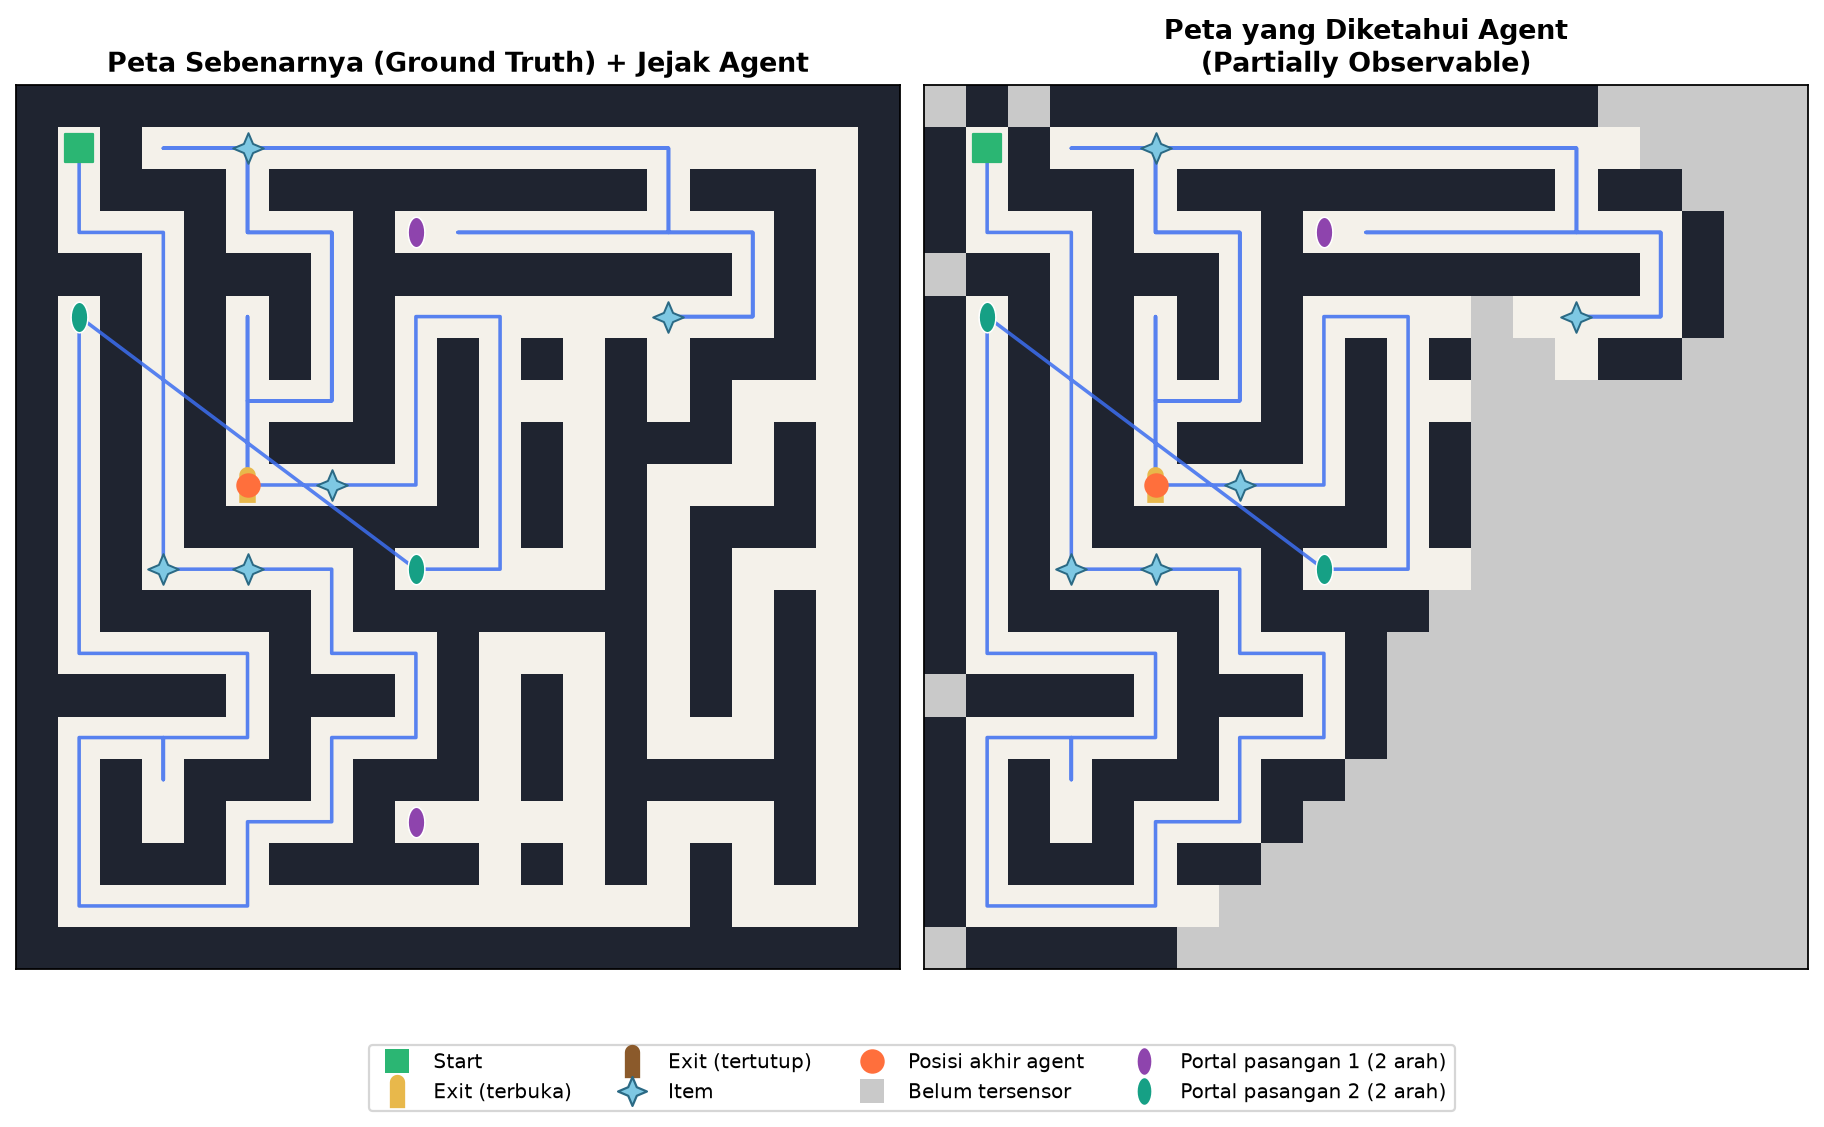 Peta Sebenarnya (Ground Truth) + Jejak Agent
Peta yang Diketahui Agent
(Partially Observable)
Start
Exit (terbuka)
Exit (tertutup)
Item
Posisi akhir agent
Belum tersensor
Portal pasangan 1 (2 arah)
Portal pasangan 2 (2 arah)